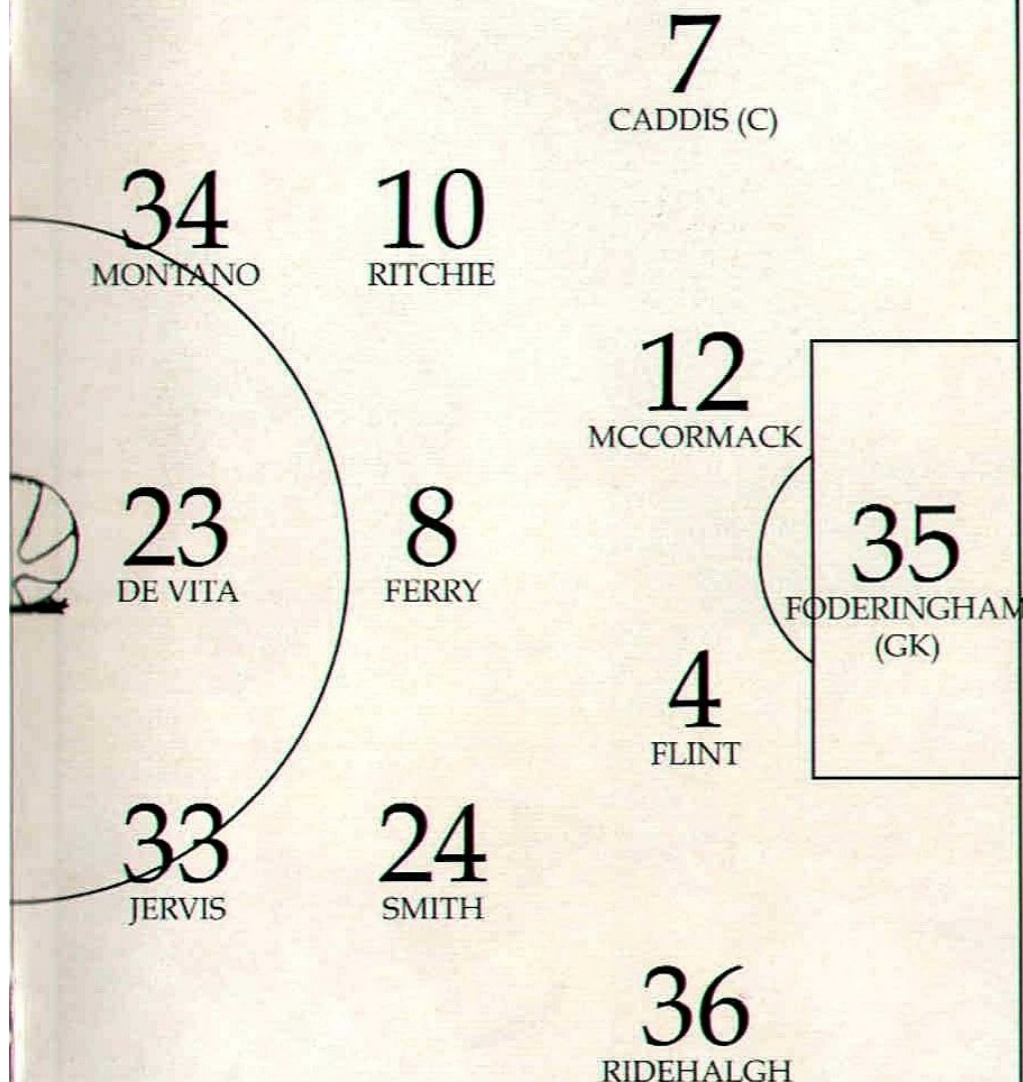 7
CADDIS (C)
34
MONTANO
10
RITCHIE
12
MCCORMACK
23
DE VITA
8
FERRY
35
FODERINGHAM
(GK)
4
FLINT
33
JERVIS
24
SMITH
36
RIDEHALGH